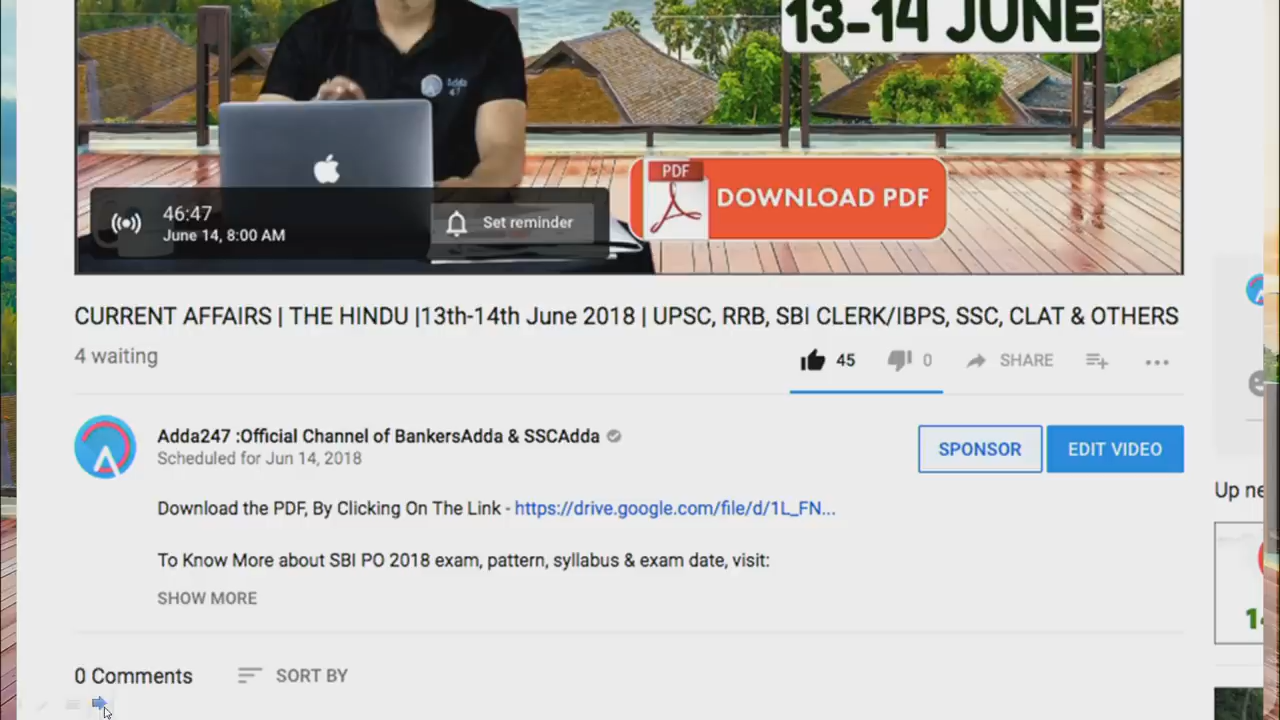 13-14 JUNE
Adda
47
PDF
DOWNLOAD PDF
46:47
June 14, 8:00 AM
Set reminder
CURRENT AFFAIRS | THE HINDU |13th-14th June 2018 | UPSC, RRB, SBI CLERK/IBPS, SSC, CLAT & OTHERS
4 waiting
45
0
SHARE
Adda247 :Official Channel of BankersAdda & SSCAdda
Scheduled for Jun 14, 2018
SPONSOR
EDIT VIDEO
Download the PDF, By Clicking On The Link - https://drive.google.com/file/d/1L_FN...
Up ne
To Know More about SBI PO 2018 exam, pattern, syllabus & exam date, visit:
SHOW MORE
0 Comments
SORT BY